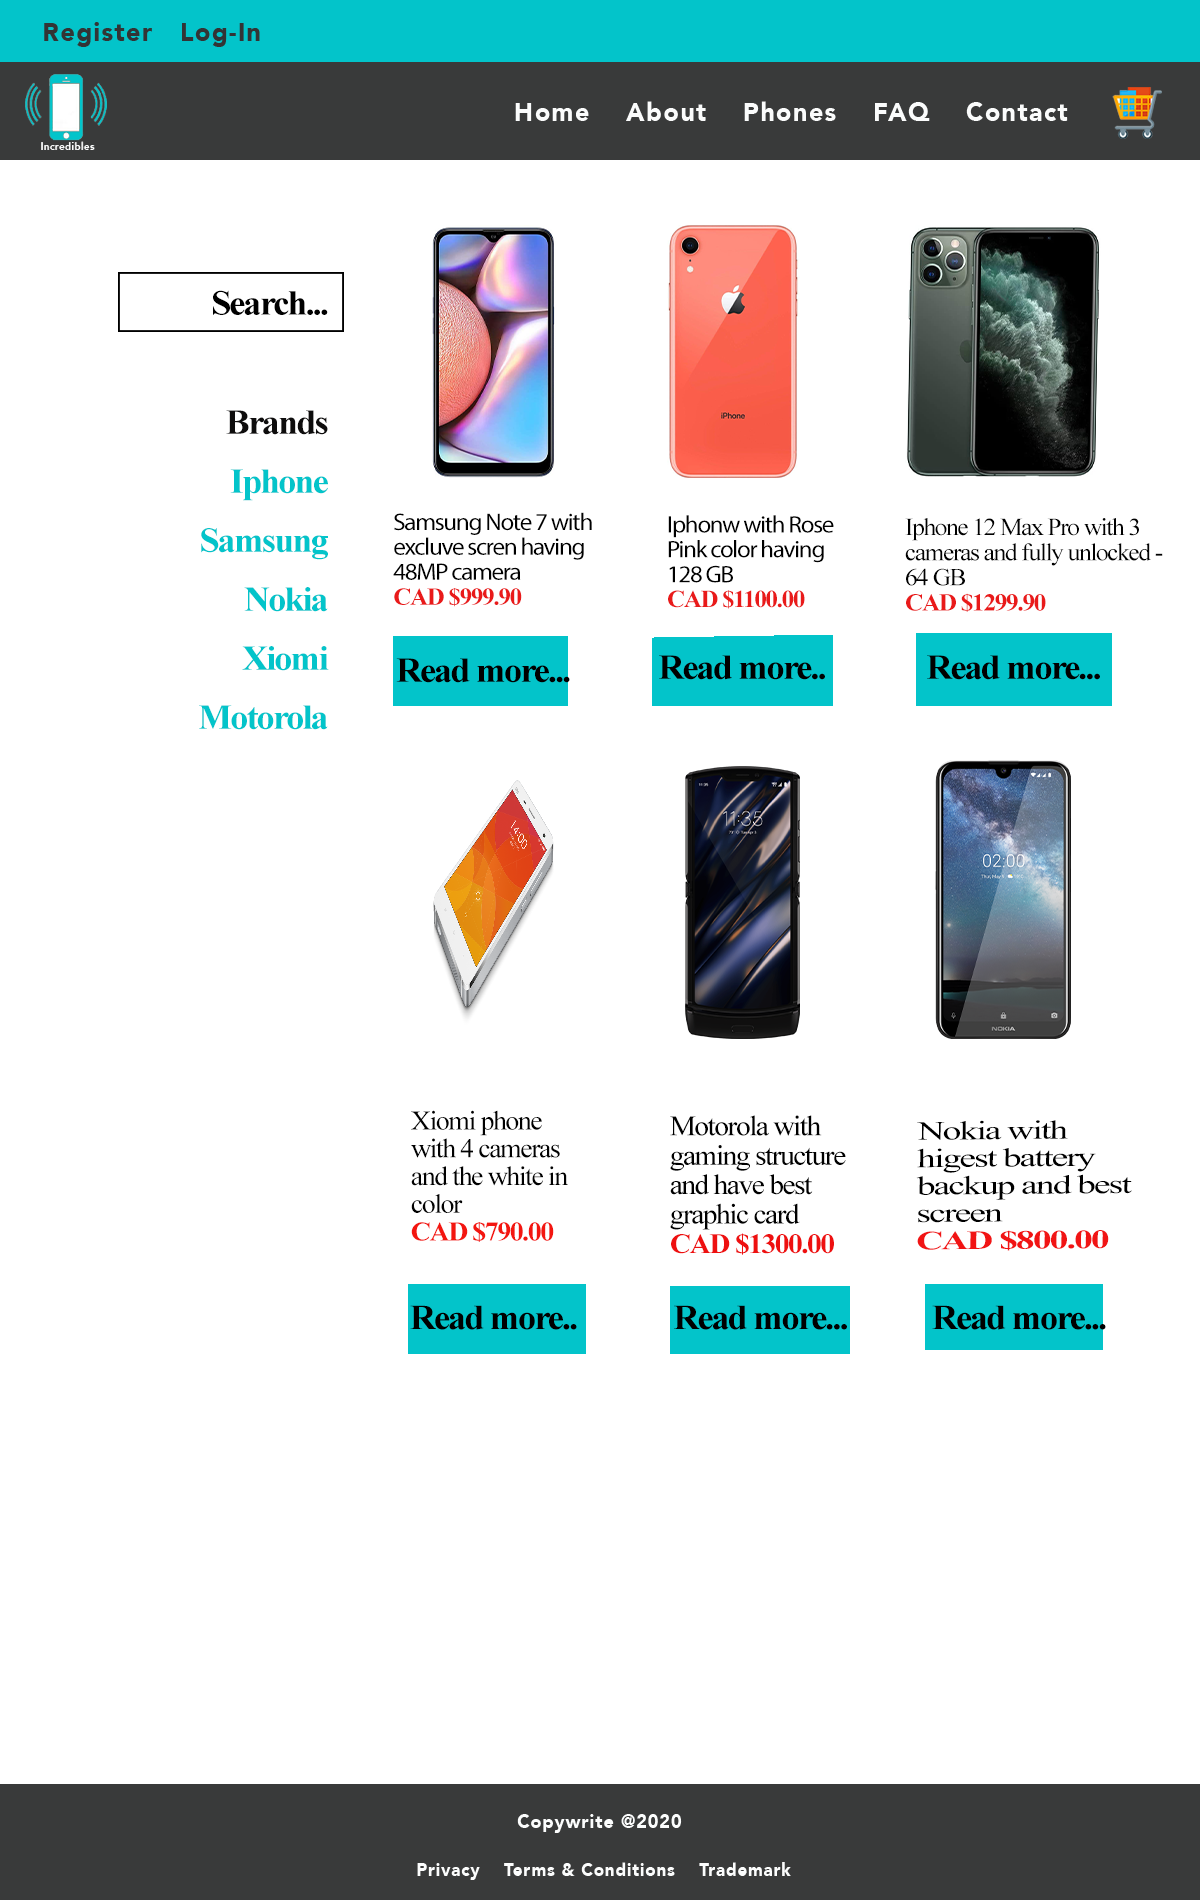 Register Log-In
Incredibles
Home About Phones FAQ Contact
Search...
Brands
Iphone
Samsung
Nokia
Xiomi
Motorola
iPhone
Samsung Note 7 with
excluve scren having
48MP camera
CAD $999.90
Read more...
Iphonw with Rose
Pink color having
128 GB
CAD $1100.00
Read more..
Iphone 12 Max Pro with 3
cameras and fully unlocked -
64 GB
CAD $1299.90
Read more...
14:00
11:35
11:35
02:00
NOKIA
Xiomi phone
with 4 cameras
and the white in
color
CAD $790.00
Read more..
Motorola with
gaming structure
and have best
graphic card
CAD $1300.00
Read more...
Nokia with
higest battery
backup and best
screen
CAD $800.00
Read more...
Copywrite @2020
Privacy Terms & Conditions Trademark